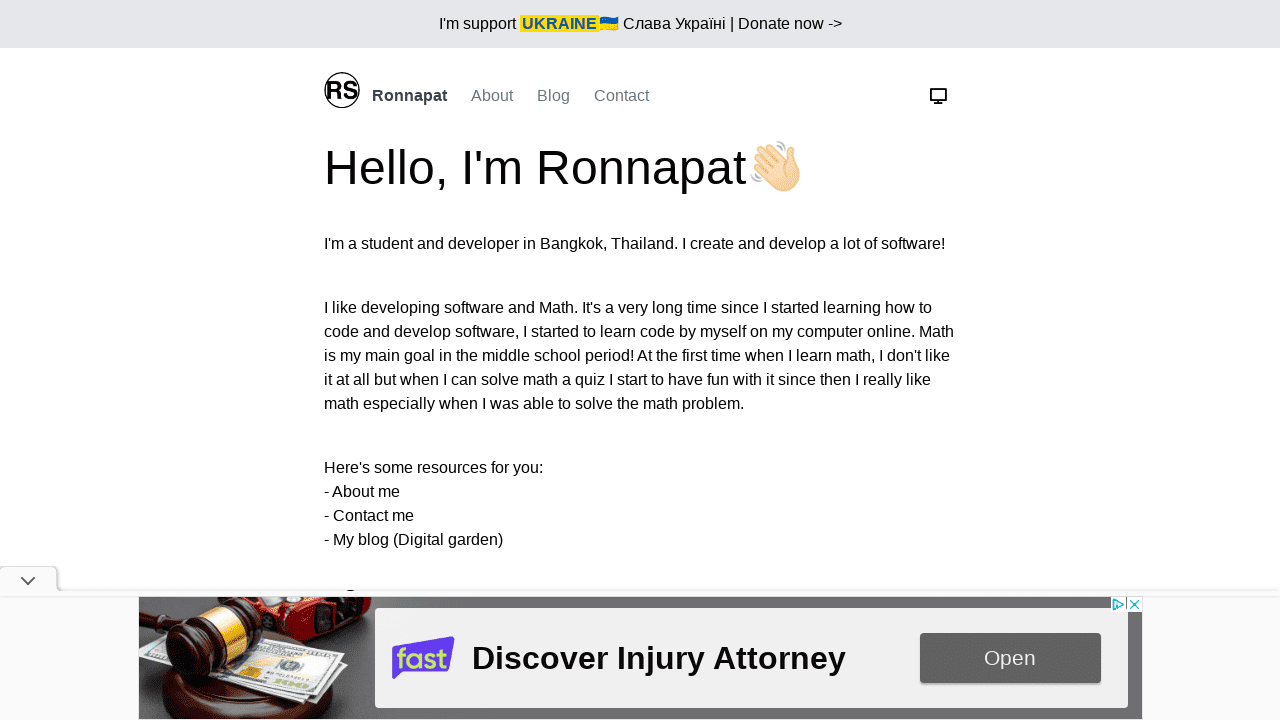 I'm support UKRAINE🇺🇦 Слава Україні | Donate now ->
RS
Ronnapat About Blog Contact
Hello, I'm Ronnapat👋🏻
I'm a student and developer in Bangkok, Thailand. I create and develop a lot of software!
I like developing software and Math. It's a very long time since I started learning how to
code and develop software, I started to learn code by myself on my computer online. Math
is my main goal in the middle school period! At the first time when I learn math, I don't like
it at all but when I can solve math a quiz I start to have fun with it since then I really like
math especially when I was able to solve the math problem.
Here's some resources for you:
- About me
- Contact me
- My blog (Digital garden)
fast
Discover Injury Attorney
Open